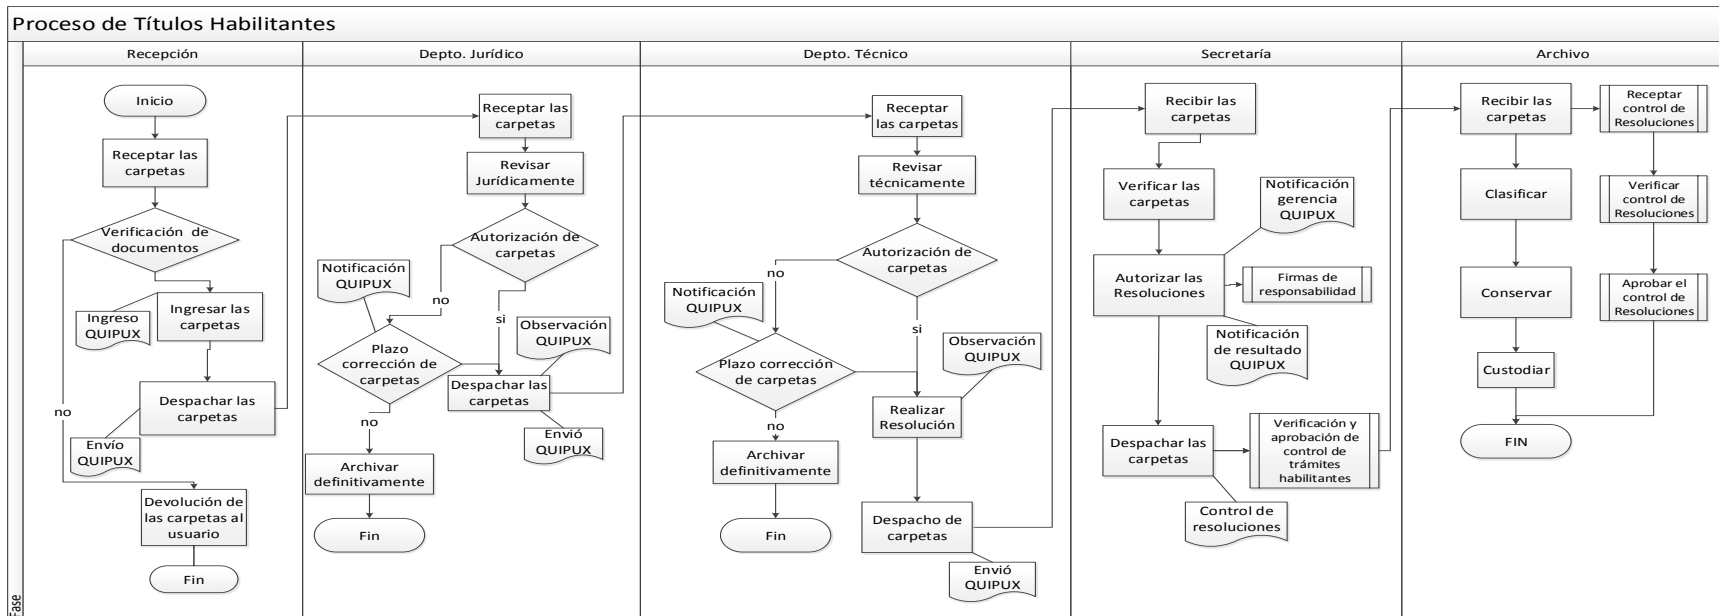 Proceso de Títulos Habilitantes
Fase
Recepción
Inicio
Receptar las
carpetas
Verificación de
documentos
Ingresar las
carpetas
Ingreso
QUIPUX
no
Despachar las
carpetas
Envío
QUIPUX
Devolución de
las carpetas al
usuario
Fin
Depto. Jurídico
Receptar las
carpetas
Revisar
Jurídicamente
Autorización de
carpetas
no
si
Notificación
QUIPUX
Plazo
corrección de
carpetas
Observación
QUIPUX
Despachar las
carpetas
no
Envió
QUIPUX
Archivar
definitivamente
Fin
Depto. Técnico
Receptar
las carpetas
Revisar
técnicamente
Autorización de
carpetas
no
si
Notificación
QUIPUX
Plazo corrección
de carpetas
Observación
QUIPUX
Realizar
Resolución
no
Archivar
definitivamente
Fin
Despacho de
carpetas
Envió
QUIPUX
Secretaría
Recibir las
carpetas
Verificar las
carpetas
Notificación
gerencia
QUIPUX
Autorizar las
Resoluciones
Firmas de
responsabilidad
Notificación
de resultado
QUIPUX
Despachar las
carpetas
Verificación y
aprobación de
control de
trámites
habilitantes
Control de
resoluciones
Archivo
Recibir las
carpetas
Receptar
control de
Resoluciones
Clasificar
Verificar
control de
Resoluciones
Conservar
Aprobar el
control de
Resoluciones
Custodiar
FIN